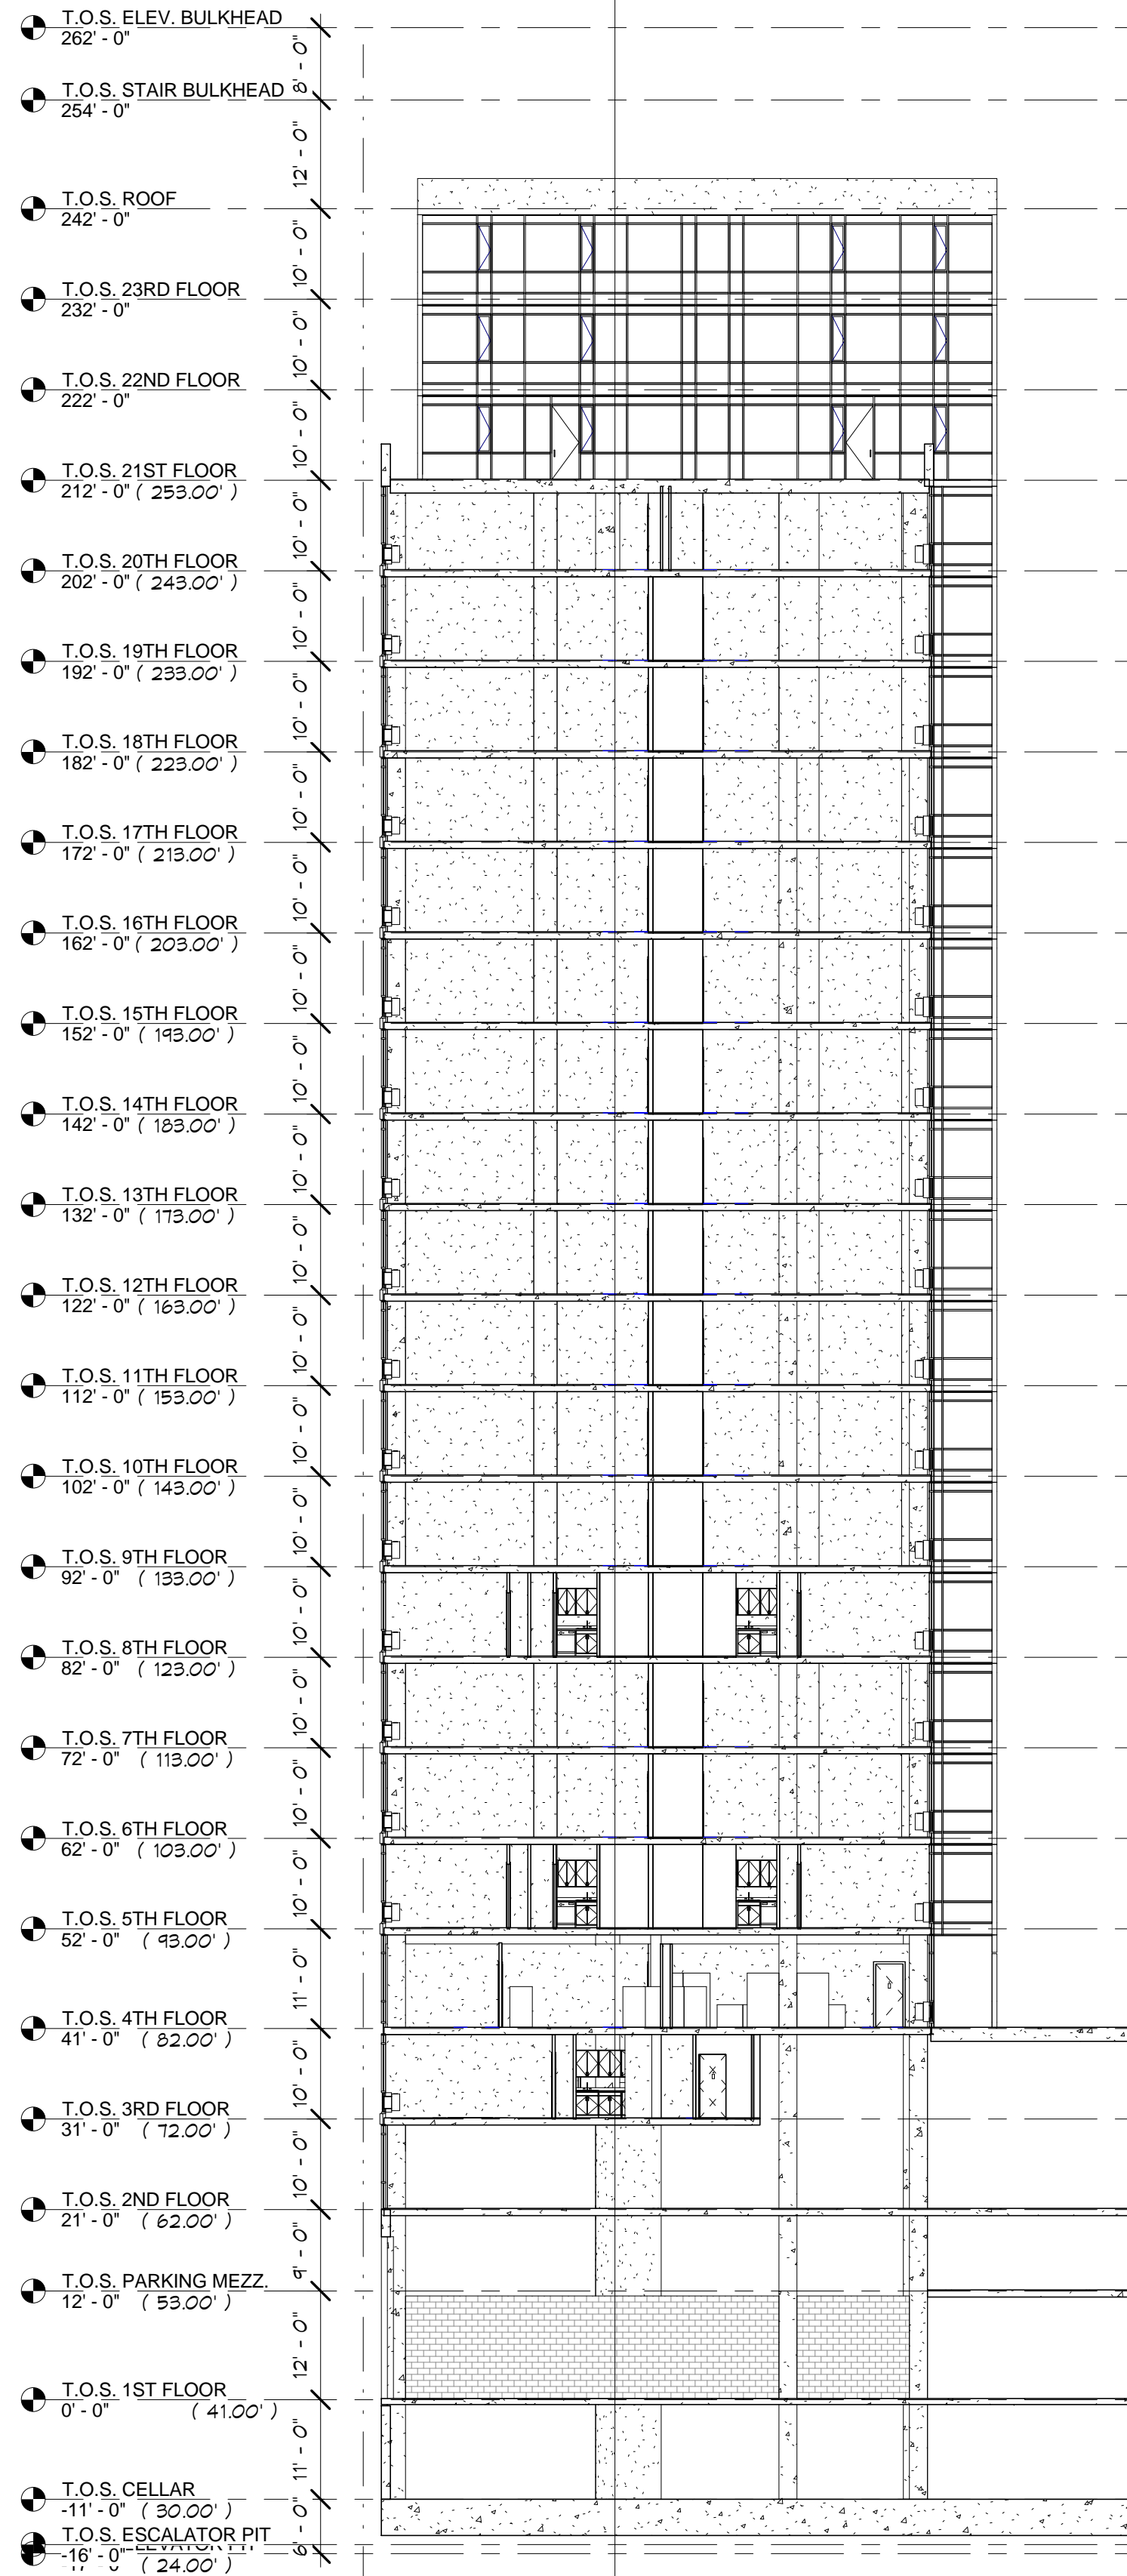 T.O.S. ELEV. BULKHEAD
262' - 0"
8' - 0"
T.O.S. STAIR BULKHEAD
254' - 0"
12' - 0"
T.O.S. ROOF
242' - 0"
10' - 0"
T.O.S. 23RD FLOOR
232' - 0"
10' - 0"
T.O.S. 22ND FLOOR
222' - 0"
10' - 0"
T.O.S. 21ST FLOOR
212' - 0" ( 253.00' )
10' - 0"
T.O.S. 20TH FLOOR
202' - 0" ( 243.00' )
10' - 0"
T.O.S. 19TH FLOOR
192' - 0" ( 233.00' )
10' - 0"
T.O.S. 18TH FLOOR
182' - 0" ( 223.00' )
10' - 0"
T.O.S. 17TH FLOOR
172' - 0" ( 213.00' )
10' - 0"
T.O.S. 16TH FLOOR
162' - 0" ( 203.00' )
10' - 0"
T.O.S. 15TH FLOOR
152' - 0" ( 193.00' )
10' - 0"
T.O.S. 14TH FLOOR
142' - 0" ( 183.00' )
10' - 0"
T.O.S. 13TH FLOOR
132' - 0" ( 173.00' )
10' - 0"
T.O.S. 12TH FLOOR
122' - 0" ( 163.00' )
10' - 0"
T.O.S. 11TH FLOOR
112' - 0" ( 153.00' )
10' - 0"
T.O.S. 10TH FLOOR
102' - 0" ( 143.00' )
10' - 0"
T.O.S. 9TH FLOOR
92' - 0" ( 133.00' )
10' - 0"
T.O.S. 8TH FLOOR
82' - 0" ( 123.00' )
10' - 0"
T.O.S. 7TH FLOOR
72' - 0" ( 113.00' )
10' - 0"
T.O.S. 6TH FLOOR
62' - 0" ( 103.00' )
10' - 0"
T.O.S. 5TH FLOOR
52' - 0" ( 93.00' )
11' - 0"
T.O.S. 4TH FLOOR
41' - 0" ( 82.00' )
10' - 0"
T.O.S. 3RD FLOOR
31' - 0" ( 72.00' )
10' - 0"
T.O.S. 2ND FLOOR
21' - 0" ( 62.00' )
9' - 0"
T.O.S. PARKING MEZZ.
12' - 0" ( 53.00' )
12' - 0"
T.O.S. 1ST FLOOR
0' - 0" ( 41.00' )
11' - 0"
T.O.S. CELLAR
-11' - 0" ( 30.00' )
6' - 0"
T.O.S. ESCALATOR PIT
-16' - 0"
( 24.00' )